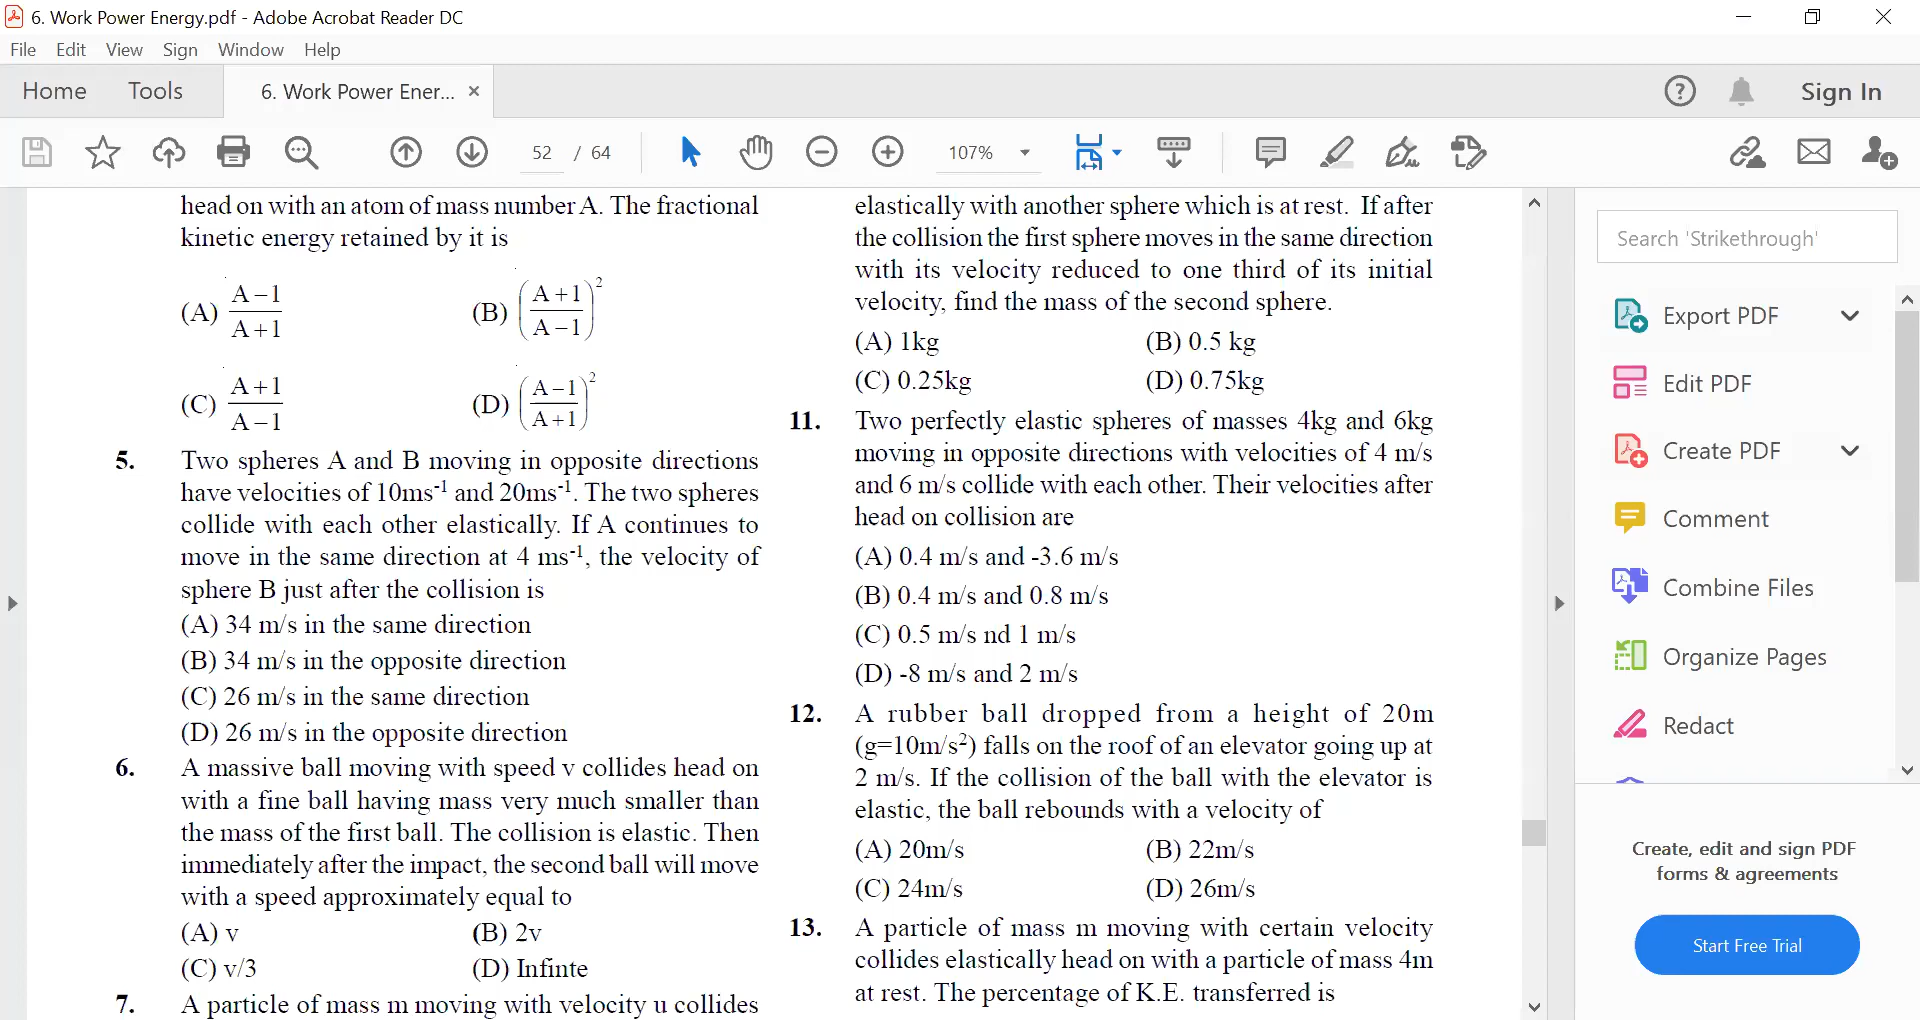 6. Work Power Energy.pdf - Adobe Acrobat Reader DC
File Edit View Sign Window Help
Home Tools 6. Work Power Ener... × Sign In
52 / 64 107%
head on with an atom of mass number A. The fractional
kinetic energy retained by it is
(A) A−1/A+1 (B) (A+1/A−1)²
(C) A+1/A−1 (D) (A−1/A+1)²
5. Two spheres A and B moving in opposite directions
have velocities of 10ms⁻¹ and 20ms⁻¹. The two spheres
collide with each other elastically. If A continues to
move in the same direction at 4 ms⁻¹, the velocity of
sphere B just after the collision is
(A) 34 m/s in the same direction
(B) 34 m/s in the opposite direction
(C) 26 m/s in the same direction
(D) 26 m/s in the opposite direction
6. A massive ball moving with speed v collides head on
with a fine ball having mass very much smaller than
the mass of the first ball. The collision is elastic. Then
immediately after the impact, the second ball will move
with a speed approximately equal to
(A) v (B) 2v
(C) v/3 (D) Infinte
7. A particle of mass m moving with velocity u collides
elastically with another sphere which is at rest. If after
the collision the first sphere moves in the same direction
with its velocity reduced to one third of its initial
velocity, find the mass of the second sphere.
(A) 1kg (B) 0.5 kg
(C) 0.25kg (D) 0.75kg
11. Two perfectly elastic spheres of masses 4kg and 6kg
moving in opposite directions with velocities of 4 m/s
and 6 m/s collide with each other. Their velocities after
head on collision are
(A) 0.4 m/s and -3.6 m/s
(B) 0.4 m/s and 0.8 m/s
(C) 0.5 m/s nd 1 m/s
(D) -8 m/s and 2 m/s
12. A rubber ball dropped from a height of 20m
(g=10m/s²) falls on the roof of an elevator going up at
2 m/s. If the collision of the ball with the elevator is
elastic, the ball rebounds with a velocity of
(A) 20m/s (B) 22m/s
(C) 24m/s (D) 26m/s
13. A particle of mass m moving with certain velocity
collides elastically head on with a particle of mass 4m
at rest. The percentage of K.E. transferred is
Search 'Strikethrough'
Export PDF
Edit PDF
Create PDF
Comment
Combine Files
Organize Pages
Redact
Create, edit and sign PDF
forms & agreements
Start Free Trial